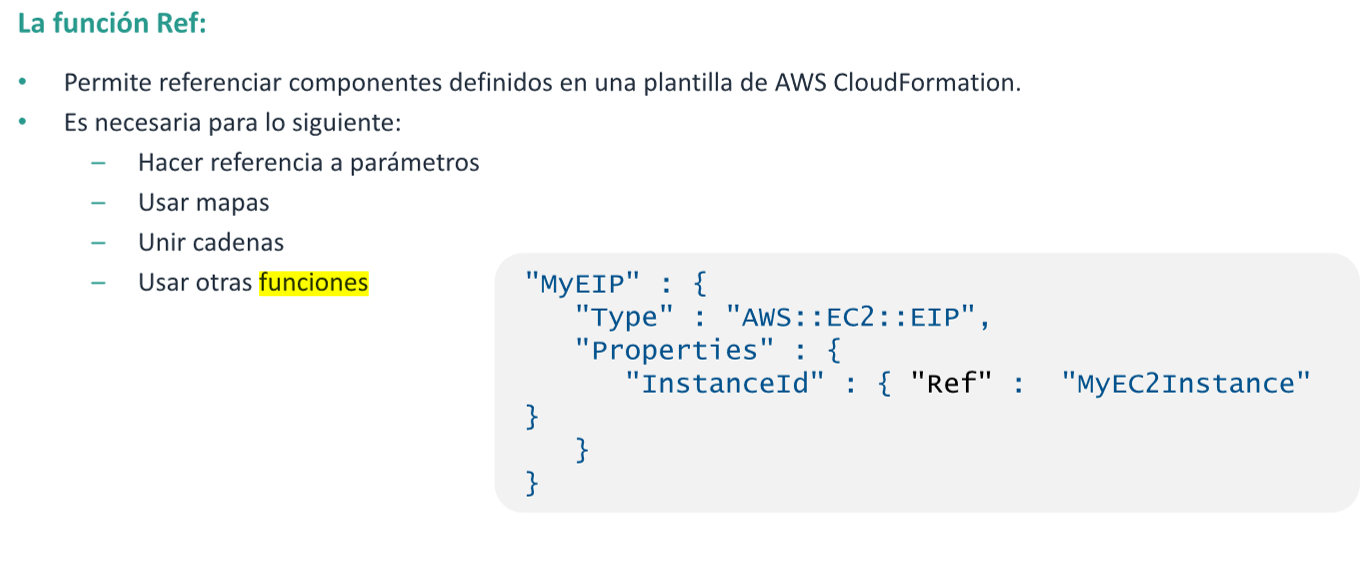 La función Ref:
• Permite referenciar componentes definidos en una plantilla de AWS CloudFormation.
• Es necesaria para lo siguiente:
– Hacer referencia a parámetros
– Usar mapas
– Unir cadenas
– Usar otras funciones
"MyEIP" : {
   "Type" : "AWS::EC2::EIP",
   "Properties" : {
      "InstanceId" : { "Ref" :  "MyEC2Instance"
}
   }
}